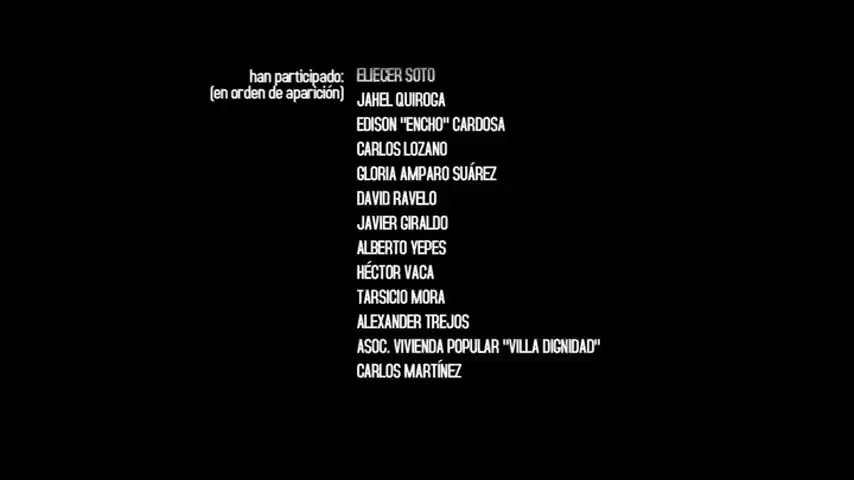 han participado:
(en orden de aparición)
ELIECER SOTO
JAHEL QUIROGA
EDISON "ENCHO" CARDOSA
CARLOS LOZANO
GLORIA AMPARO SUÁREZ
DAVID RAVELO
JAVIER GIRALDO
ALBERTO YEPES
HÉCTOR VACA
TARSICIO MORA
ALEXANDER TREJOS
ASOC. VIVIENDA POPULAR "VILLA DIGNIDAD"
CARLOS MARTÍNEZ